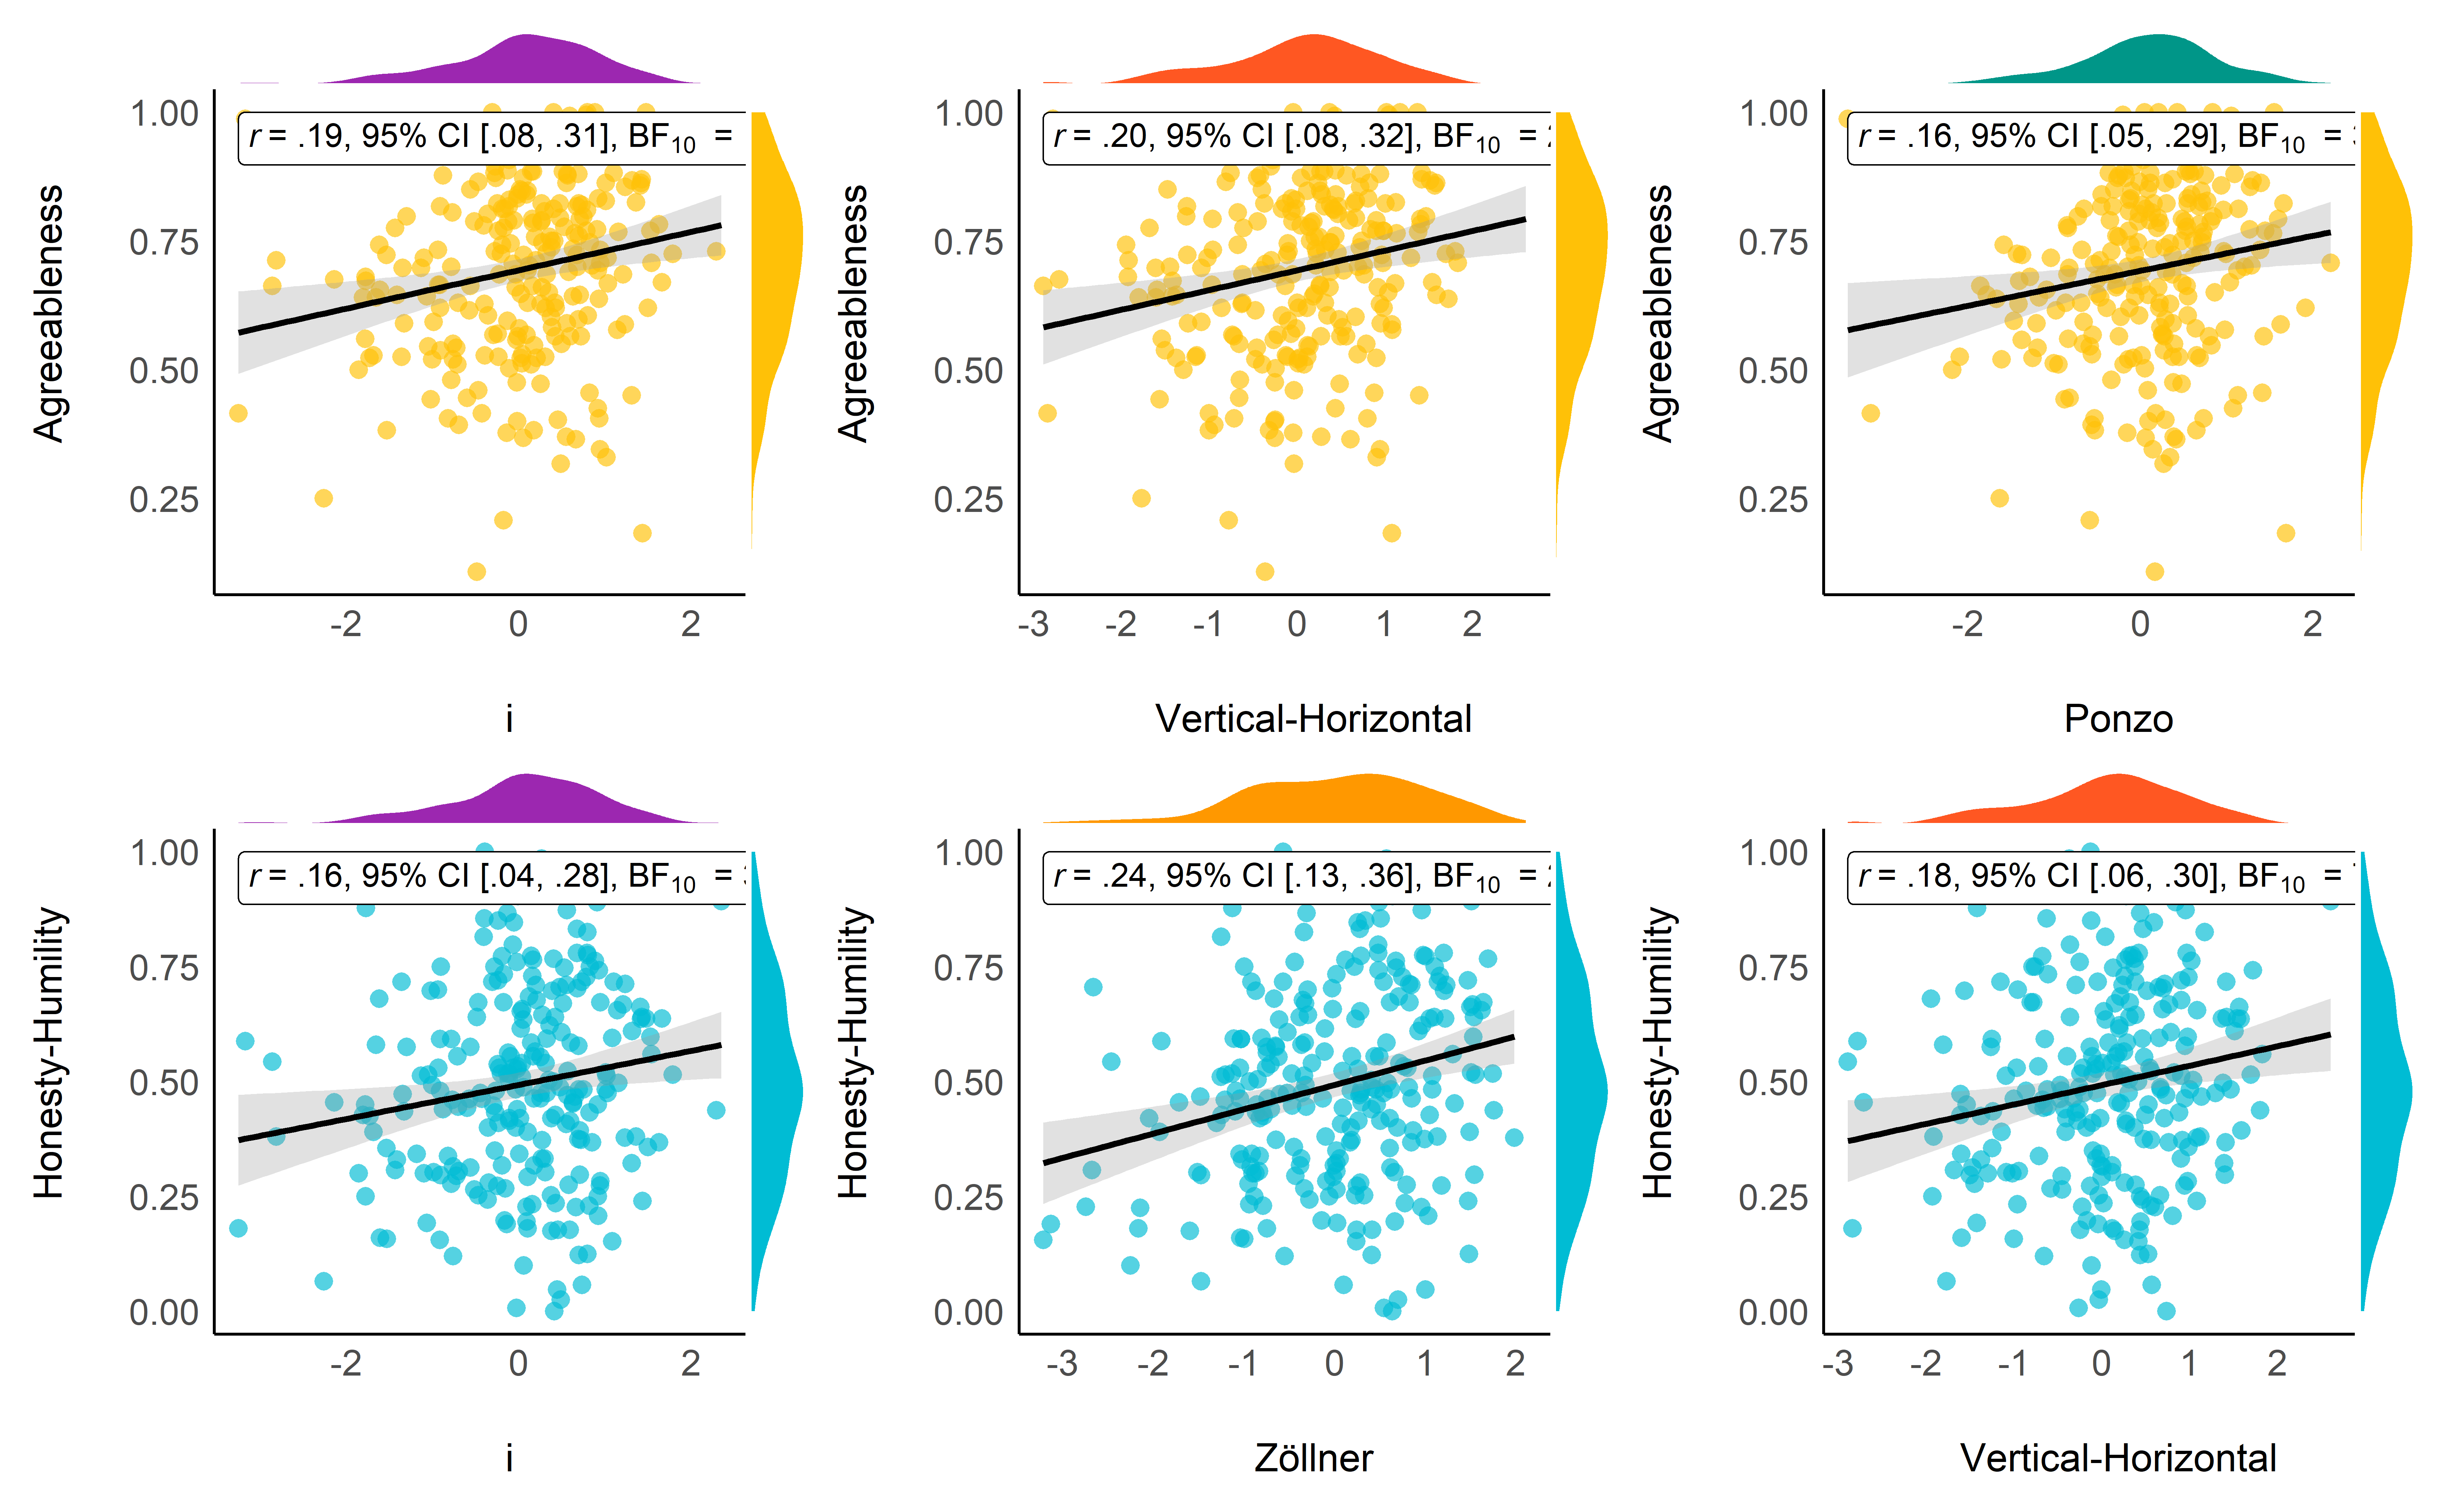 r = .19, 95% CI [.08, .31], BF10 =
1.00
0.75
0.50
0.25
Agreeableness
-2 0 2
i
r = .20, 95% CI [.08, .32], BF10 =
1.00
0.75
0.50
0.25
Agreeableness
-3 -2 -1 0 1 2
Vertical-Horizontal
r = .16, 95% CI [.05, .29], BF10 =
1.00
0.75
0.50
0.25
Agreeableness
-2 0 2
Ponzo
r = .16, 95% CI [.04, .28], BF10 =
1.00
0.75
0.50
0.25
0.00
Honesty-Humility
-2 0 2
i
r = .24, 95% CI [.13, .36], BF10 =
1.00
0.75
0.50
0.25
0.00
Honesty-Humility
-3 -2 -1 0 1 2
Zöllner
r = .18, 95% CI [.06, .30], BF10 =
1.00
0.75
0.50
0.25
0.00
Honesty-Humility
-3 -2 -1 0 1 2
Vertical-Horizontal